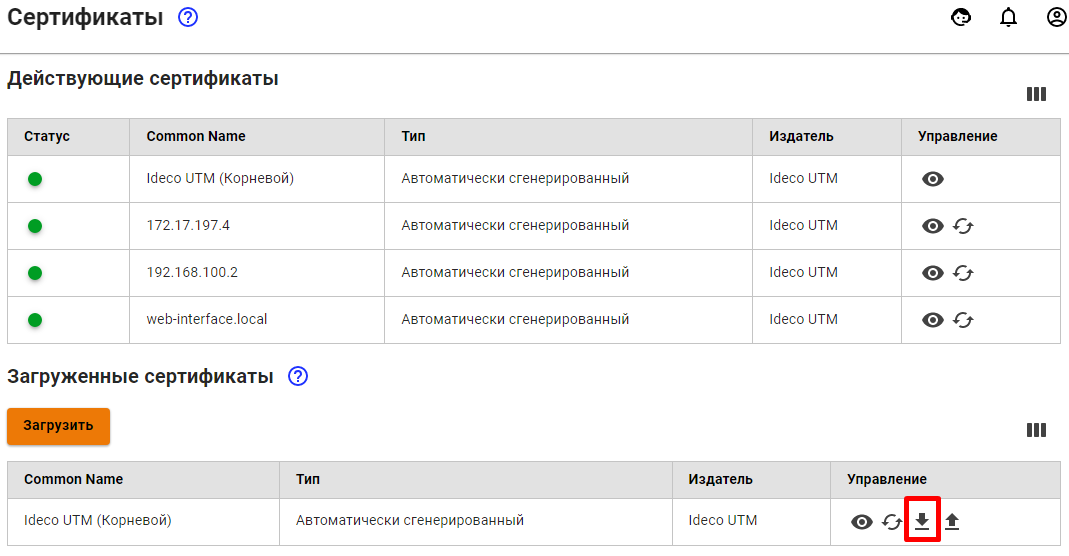 Сертификаты ?
Действующие сертификаты
Статус Common Name Тип Издатель Управление
Ideco UTM (Корневой) Автоматически сгенерированный Ideco UTM
172.17.197.4 Автоматически сгенерированный Ideco UTM
192.168.100.2 Автоматически сгенерированный Ideco UTM
web-interface.local Автоматически сгенерированный Ideco UTM
Загруженные сертификаты ?
Загрузить
Common Name Тип Издатель Управление
Ideco UTM (Корневой) Автоматически сгенерированный Ideco UTM